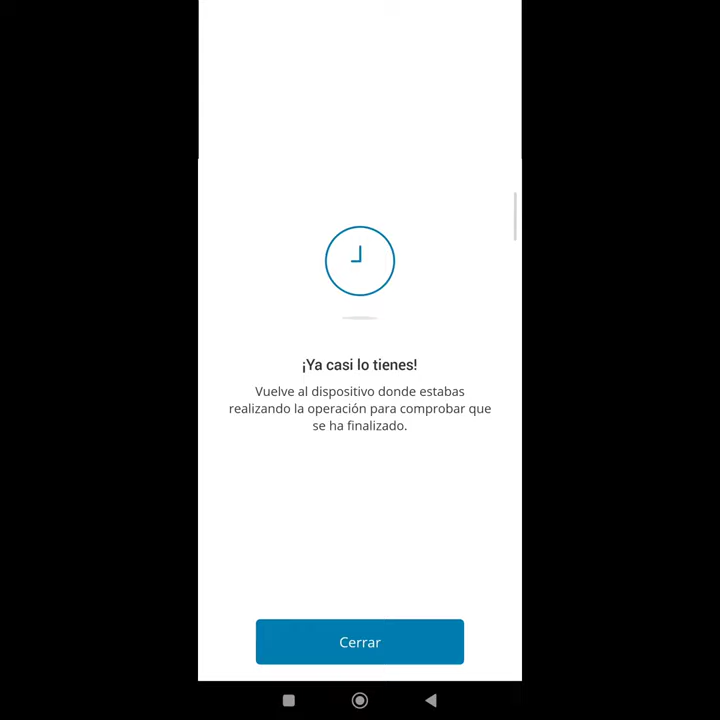 ¡Ya casi lo tienes!
Vuelve al dispositivo donde estabas
realizando la operación para comprobar que
se ha finalizado.
Cerrar